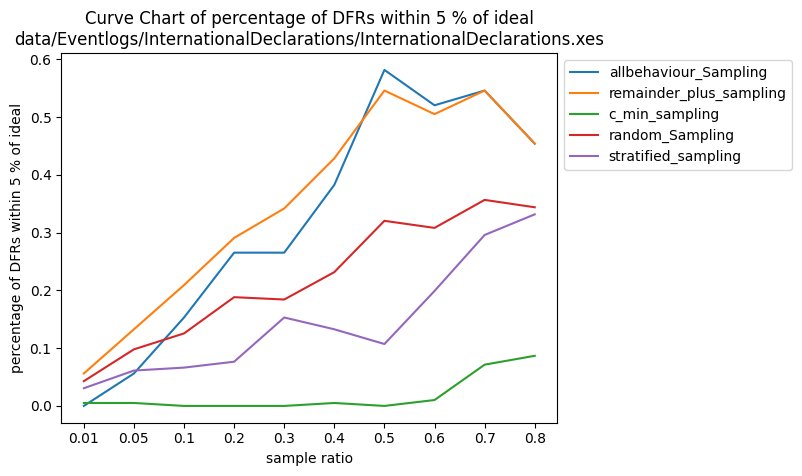 Curve Chart of percentage of DFRs within 5 % of ideal
data/Eventlogs/InternationalDeclarations/InternationalDeclarations.xes
percentage of DFRs within 5 % of ideal
0.6
0.5
0.4
0.3
0.2
0.1
0.0
0.01 0.05 0.1 0.2 0.3 0.4 0.5 0.6 0.7 0.8
sample ratio
allbehaviour_Sampling
remainder_plus_sampling
c_min_sampling
random_Sampling
stratified_sampling